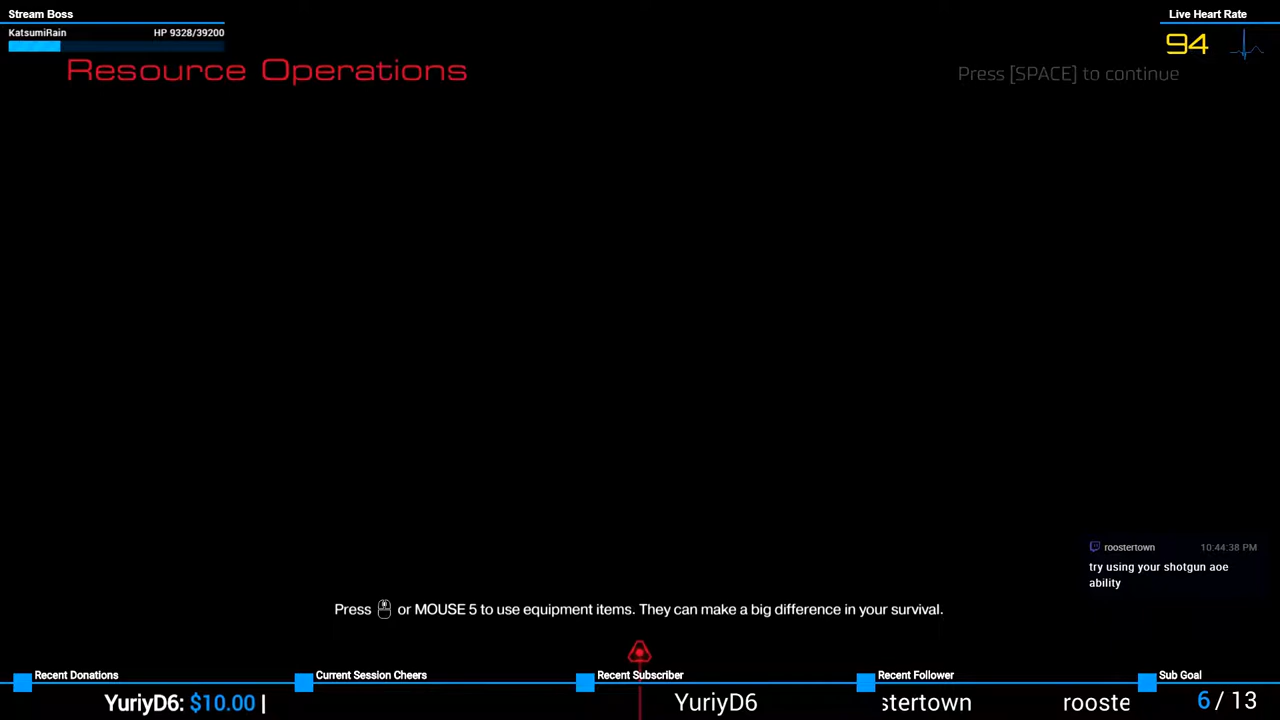 Stream Boss
KatsumiRain HP 9328/39200
Live Heart Rate
94
Resource Operations
Press [SPACE] to continue
roostertown 10:44:38 PM
try using your shotgun aoe
ability
Press or MOUSE 5 to use equipment items. They can make a big difference in your survival.
Recent Donations
YuriyD6: $10.00 |
Current Session Cheers
Recent Subscriber
YuriyD6
Recent Follower
stertown rooste
Sub Goal
6 / 13